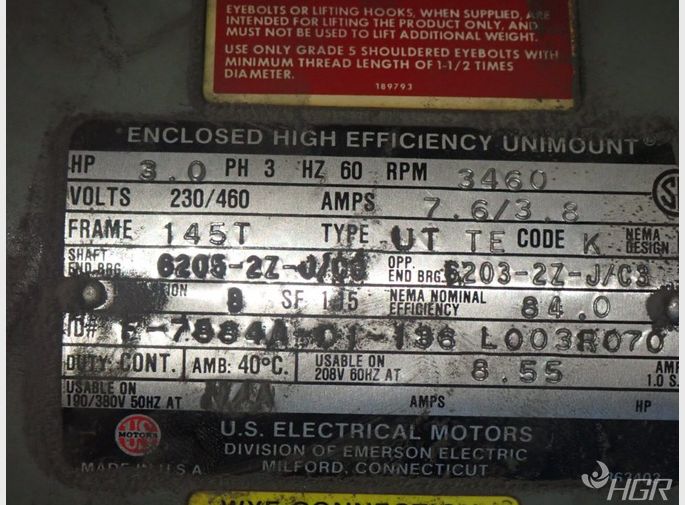 EYEBOLTS OR LIFTING HOOKS, WHEN SUPPLIED, ARE
INTENDED FOR LIFTING THE PRODUCT ONLY, AND
MUST NOT BE USED TO LIFT ADDITIONAL WEIGHT.
USE ONLY GRADE 5 SHOULDERED EYEBOLTS WITH
MINIMUM THREAD LENGTH OF 1-1/2 TIMES
DIAMETER.
189793
ENCLOSED HIGH EFFICIENCY UNIMOUNT®
HP 3.0 PH 3 HZ 60 RPM 3460
VOLTS 230/460 AMPS 7.6/3.8
FRAME 145T TYPE UT TE CODE K NEMA DESIGN
SHAFT END BRG. 6205-2Z-J/C3 OPP. END BRG. 6203-2Z-J/C3
B SF 1.15 NEMA NOMINAL EFFICIENCY 84.0
ID# L003R070
DUTY: CONT. AMB: 40°C. USABLE ON 208V 60HZ AT 8.55 1.0 S
USABLE ON 190/380V 50HZ AT N/A AMPS HP
U.S. ELECTRICAL MOTORS
MOTORS
DIVISION OF EMERSON ELECTRIC
MADE IN U.S.A. MILFORD, CONNECTICUT
HGR